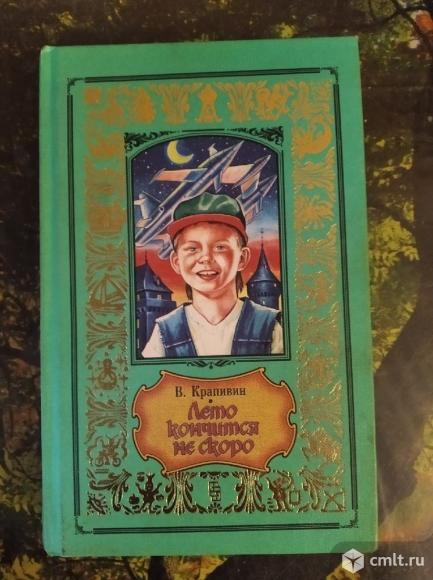 В. Крапивин
Лето
кончится
не скоро
cmlt.ru